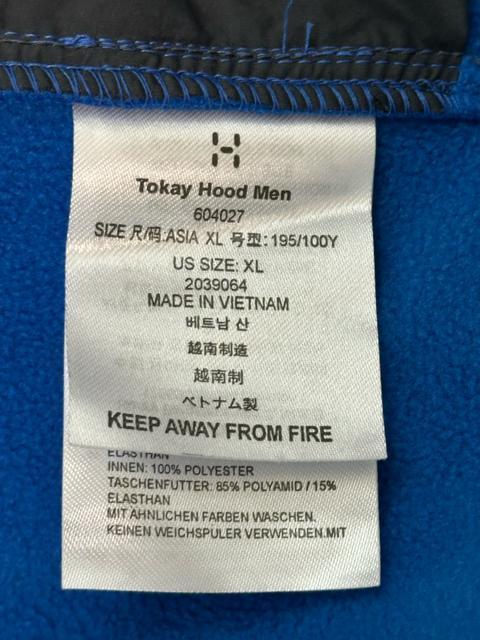 Tokay Hood Men
604027
SIZE 尺/码:ASIA XL 号型: 195/100Y
US SIZE: XL
2039064
MADE IN VIETNAM
베트남 산
越南制造
越南制
ベトナム製
KEEP AWAY FROM FIRE
ELASTHAN
INNEN: 100% POLYESTER
TASCHENFUTTER: 85% POLYAMID / 15%
ELASTHAN
MIT ÄHNLICHEN FARBEN WASCHEN.
KEINEN WEICHSPÜLER VERWENDEN.MIT